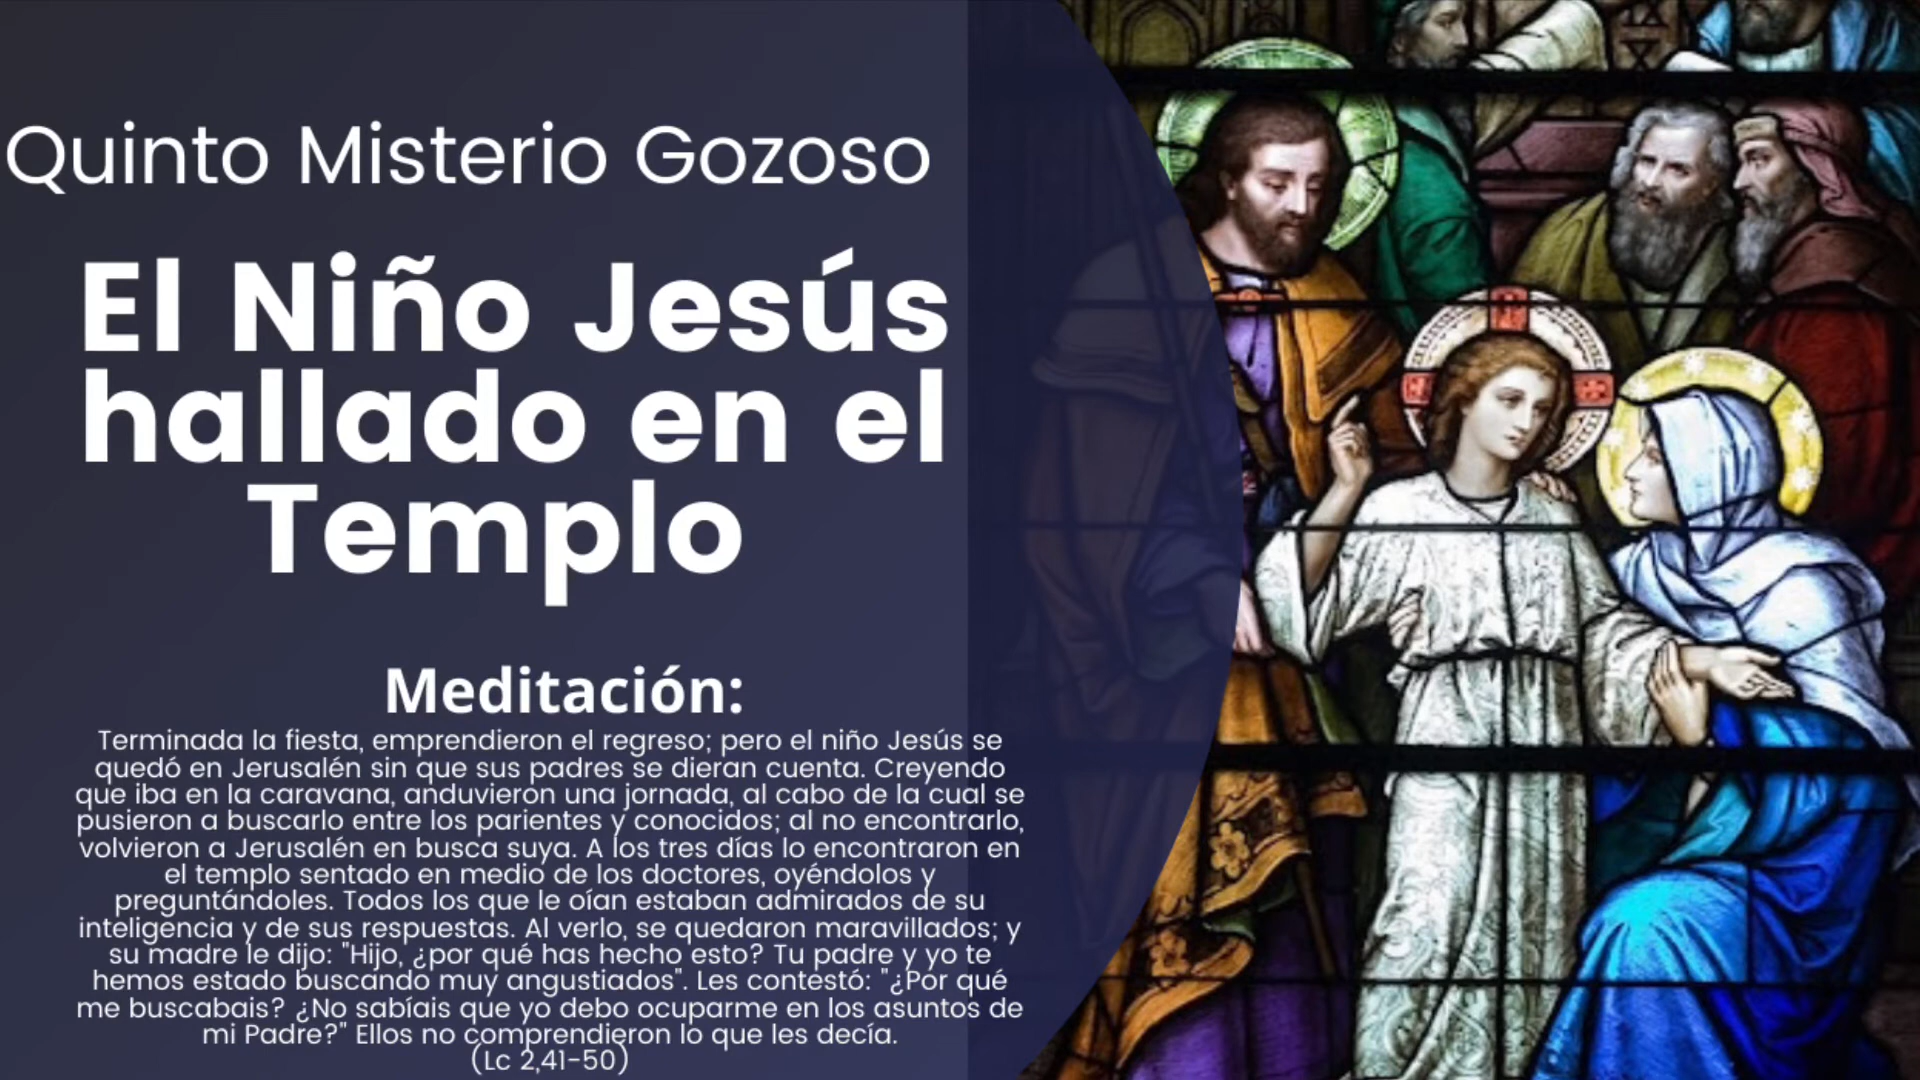 Quinto Misterio Gozoso
El Niño Jesús
hallado en el
Templo
Meditación:
Terminada la fiesta, emprendieron el regreso; pero el niño Jesús se
quedó en Jerusalén sin que sus padres se dieran cuenta. Creyendo
que iba en la caravana, anduvieron una jornada, al cabo de la cual se
pusieron a buscarlo entre los parientes y conocidos; al no encontrarlo,
volvieron a Jerusalén en busca suya. A los tres días lo encontraron en
el templo sentado en medio de los doctores, oyéndolos y
preguntándoles. Todos los que le oían estaban admirados de su
inteligencia y de sus respuestas. Al verlo, se quedaron maravillados; y
su madre le dijo: "Hijo, ¿por qué has hecho esto? Tu padre y yo te
hemos estado buscando muy angustiados". Les contestó: "¿Por qué
me buscabais? ¿No sabíais que yo debo ocuparme en los asuntos de
mi Padre?" Ellos no comprendieron lo que les decía.
(Lc 2,41-50)